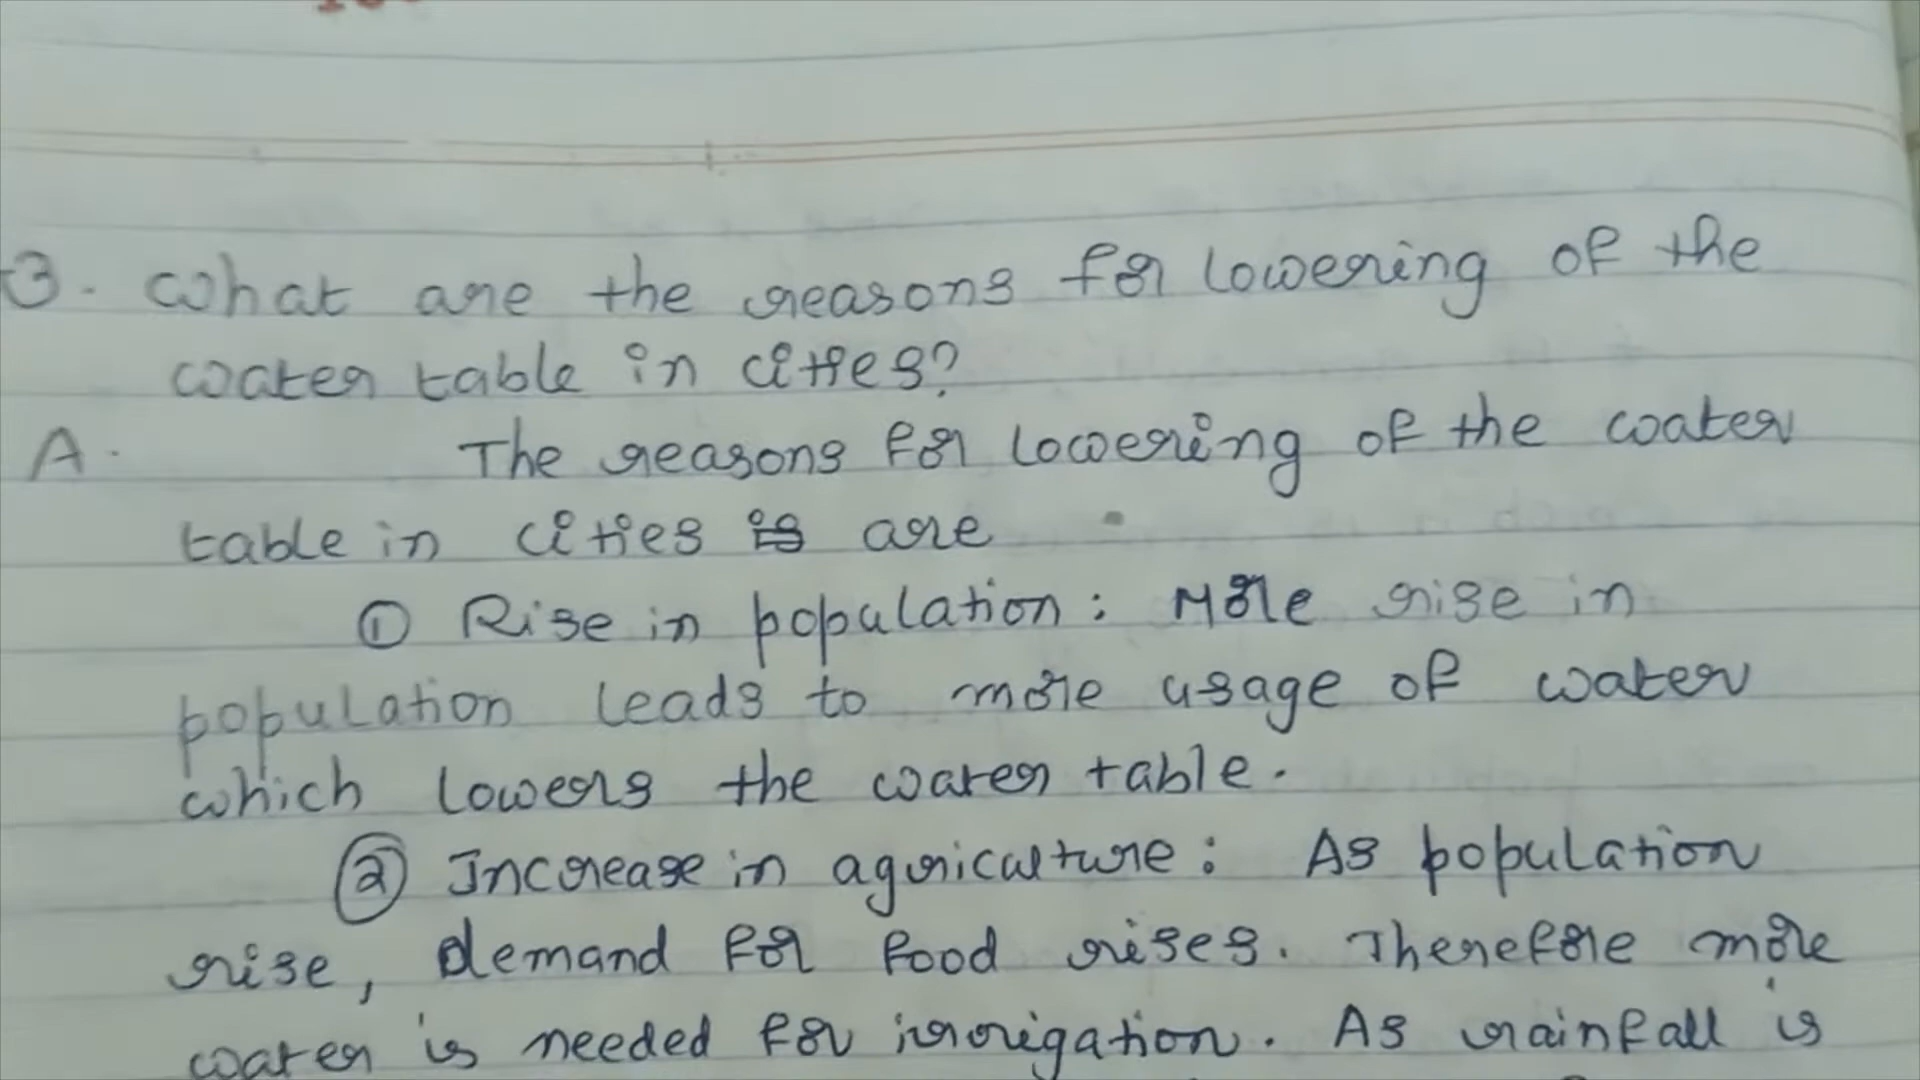 3. What are the reasons for lowering of the
water table in cities?
A. The reasons for lowering of the water
table in cities is are
① Rise in population: More rise in
population leads to more usage of water
which lowers the water table.
② Increase in agriculture: As population
rise, demand for food rises. Therefore more
water is needed for irrigation. As rainfall is